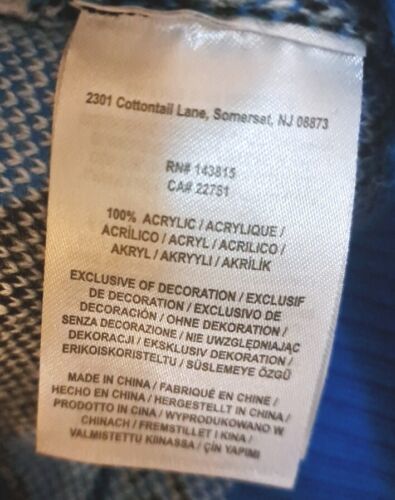 2301 Cottontail Lane, Somerset, NJ 08873
RN# 143815
CA# 22751
100% ACRYLIC / ACRYLIQUE /
ACRÍLICO / ACRYL / ACRILICO /
AKRYL / AKRYYLI / AKRİLİK
EXCLUSIVE OF DECORATION / EXCLUSIF
DE DECORATION / EXCLUSIVO DE
DECORACIÓN / OHNE DEKORATION /
SENZA DECORAZIONE / NIE UWZGLĘDNIAJĄC
DEKORACJI / EKSKLUSIV DEKORATION /
ERIKOISKORISTELTU / SÜSLEMEYE ÖZGÜ
MADE IN CHINA / FABRIQUÉ EN CHINE /
HECHO EN CHINA / HERGESTELLT IN CHINA /
PRODOTTO IN CINA / WYPRODUKOWANO W
CHINACH / FREMSTILLET I KINA /
VALMISTETTU KIINASSA / ÇİN YAPIMI